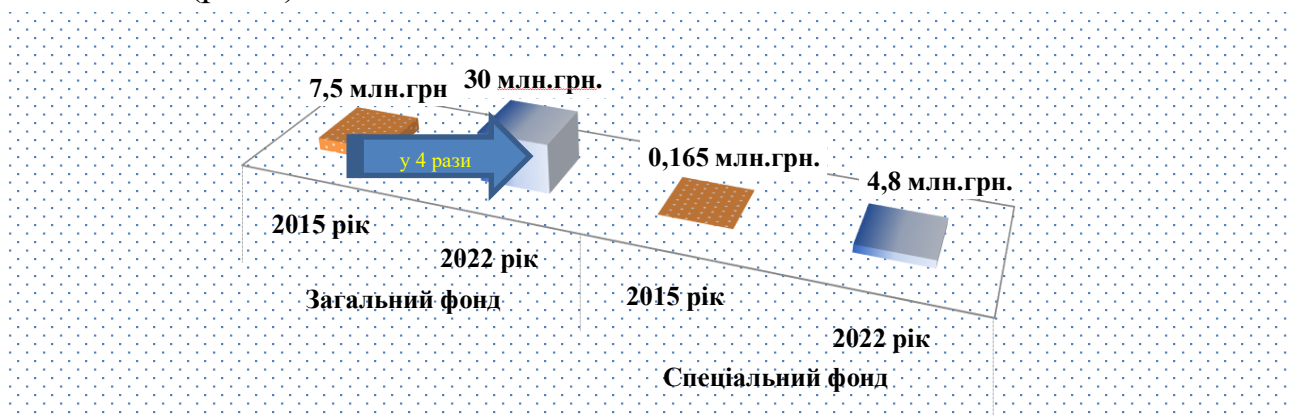 7,5 млн.грн
30 млн.грн.
у 4 рази
0,165 млн.грн.
4,8 млн.грн.
2015 рік
2022 рік
Загальний фонд
2015 рік
2022 рік
Спеціальний фонд